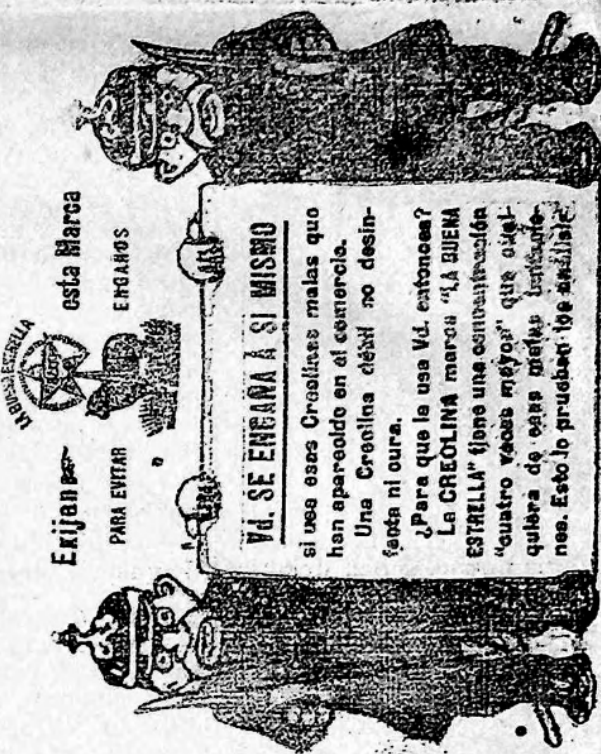 LA BUENA ESTRELLA
Exijan esta Marca
PARA EVITAR ENGAÑOS
Vd. SE ENGAÑA A SI MISMO
si usa esas Creolinas malas que
han aparecido en el comercio.
Una Creolina débil no desin-
fecta ni cura.
¿Para que la usa Vd. entonces?
La CREOLINA marca "LA BUENA
ESTRELLA" tiene una concentración
"cuatro veces mayor" que cual-
quiera de esas malas
nes. Esto lo prueban los análisis